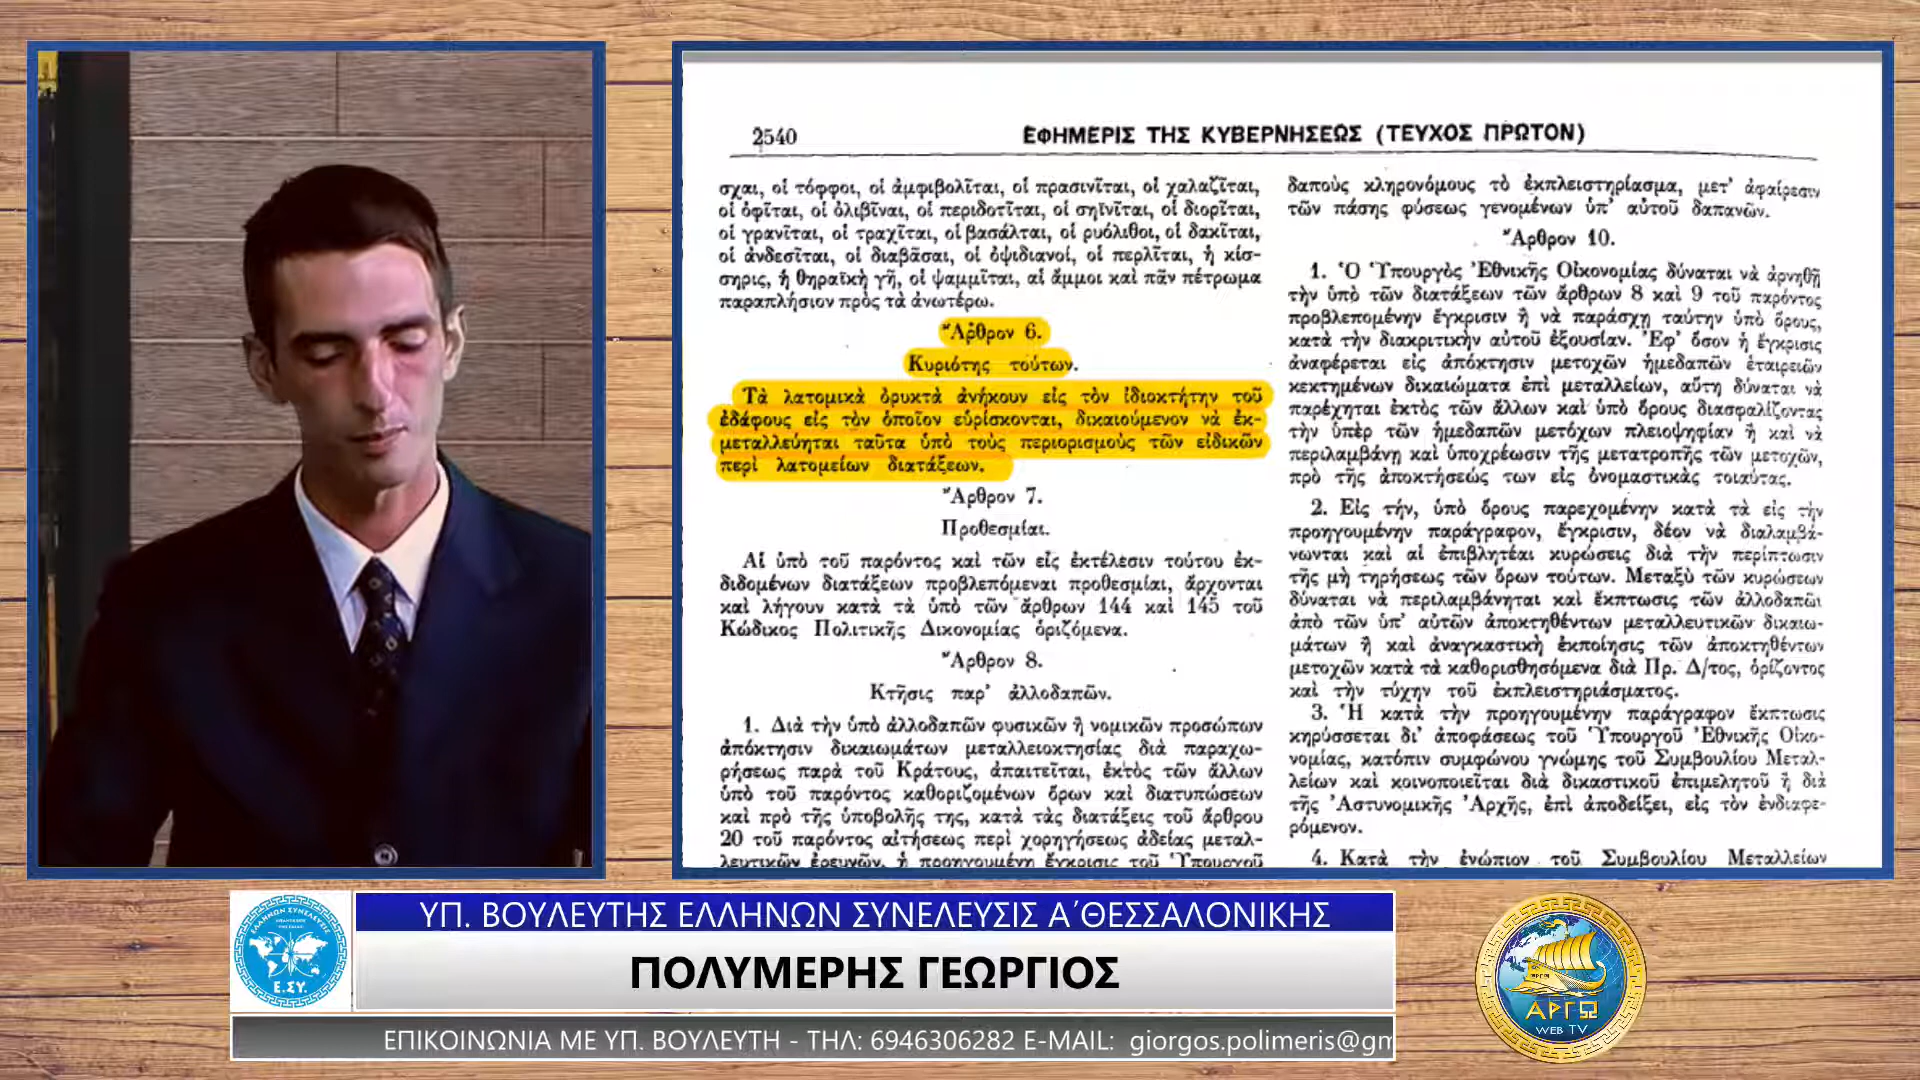 2540
ΕΦΗΜΕΡΙΣ ΤΗΣ ΚΥΒΕΡΝΗΣΕΩΣ (ΤΕΥΧΟΣ ΠΡΩΤΟΝ)
σχαι, οἱ τόφφοι, οἱ ἀμφιβολῖται, οἱ πρασινῖται, οἱ χαλαζῖται,
οἱ ὀφῖται, οἱ ὀλιβῖναι, οἱ περιδοτῖται, οἱ σηϊνῖται, οἱ διορῖται,
οἱ γρανῖται, οἱ τραχῖται, οἱ βασάλται, οἱ ρυόλιθοι, οἱ δακῖται,
οἱ ἀνδεσῖται, οἱ διαβᾶσαι, οἱ ὀψιδιανοί, οἱ περλῖται, ἡ κίσ-
σηρις, ἡ θηραϊκὴ γῆ, οἱ ψαμμῖται, αἱ ἄμμοι καὶ πᾶν πέτρωμα
παραπλήσιον πρὸς τὰ ἀνωτέρω.
Ἄρθρον 6.
Κυριότης τούτων.
Τὰ λατομικὰ ὀρυκτὰ ἀνήκουν εἰς τὸν ἰδιοκτήτην τοῦ
ἐδάφους εἰς τὸν ὁποῖον εὑρίσκονται, δικαιούμενον νὰ ἐκ-
μεταλλεύηται ταῦτα ὑπὸ τοὺς περιορισμοὺς τῶν εἰδικῶν
περὶ λατομείων διατάξεων.
Ἄρθρον 7.
Προθεσμίαι.
Αἱ ὑπὸ τοῦ παρόντος καὶ τῶν εἰς ἐκτέλεσιν τούτου ἐκ-
διδομένων διατάξεων προβλεπόμεναι προθεσμίαι, ἄρχονται
καὶ λήγουν κατὰ τὰ ὑπὸ τῶν ἄρθρων 144 καὶ 145 τοῦ
Κώδικος Πολιτικῆς Δικονομίας ὁριζόμενα.
Ἄρθρον 8.
Κτῆσις παρ' ἀλλοδαπῶν.
1. Διὰ τὴν ὑπὸ ἀλλοδαπῶν φυσικῶν ἢ νομικῶν προσώπων
ἀπόκτησιν δικαιωμάτων μεταλλειοκτησίας διὰ παραχω-
ρήσεως παρὰ τοῦ Κράτους, ἀπαιτεῖται, ἐκτὸς τῶν ἄλλων
ὑπὸ τοῦ παρόντος καθοριζομένων ὅρων καὶ διατυπώσεων
καὶ πρὸ τῆς ὑποβολῆς της, κατὰ τὰς διατάξεις τοῦ ἄρθρου
20 τοῦ παρόντος αἰτήσεως περὶ χορηγήσεως ἀδείας μεταλ-
λευτικῶν ἐρευνῶν, ἡ προηγουμένη ἔγκρισις τοῦ Ὑπουργοῦ
δαποὺς κληρονόμους τὸ ἐκπλειστηρίασμα, μετ' ἀφαίρεσιν
τῶν πάσης φύσεως γενομένων ὑπ' αὐτοῦ δαπανῶν.
Ἄρθρον 10.
1. Ὁ Ὑπουργὸς Ἐθνικῆς Οἰκονομίας δύναται νὰ ἀρνηθῇ
τὴν ὑπὸ τῶν διατάξεων τῶν ἄρθρων 8 καὶ 9 τοῦ παρόντος
προβλεπομένην ἔγκρισιν ἢ νὰ παράσχῃ ταύτην ὑπὸ ὅρους,
κατὰ τὴν διακριτικὴν αὐτοῦ ἐξουσίαν. Ἐφ' ὅσον ἡ ἔγκρισις
ἀναφέρεται εἰς ἀπόκτησιν μετοχῶν ἡμεδαπῶν ἑταιρειῶν
κεκτημένων δικαιώματα ἐπὶ μεταλλείων, αὕτη δύναται νὰ
παρέχηται ἐκτὸς τῶν ἄλλων καὶ ὑπὸ ὅρους διασφαλίζοντας
τὴν ὑπὲρ τῶν ἡμεδαπῶν μετόχων πλειοψηφίαν ἢ καὶ νὰ
περιλαμβάνῃ καὶ ὑποχρέωσιν τῆς μετατροπῆς τῶν μετοχῶν,
πρὸ τῆς ἀποκτήσεώς των εἰς ὀνομαστικὰς τοιαύτας.
2. Εἰς τήν, ὑπὸ ὅρους παρεχομένην κατὰ τὰ εἰς τὴν
προηγουμένην παράγραφον, ἔγκρισιν, δέον νὰ διαλαμβά-
νωνται καὶ αἱ ἐπιβλητέαι κυρώσεις διὰ τὴν περίπτωσιν
τῆς μὴ τηρήσεως τῶν ὅρων τούτων. Μεταξὺ τῶν κυρώσεων
δύναται νὰ περιλαμβάνηται καὶ ἔκπτωσις τῶν ἀλλοδαπῶν
ἀπὸ τῶν ὑπ' αὐτῶν ἀποκτηθέντων μεταλλευτικῶν δικαιω-
μάτων ἢ καὶ ἀναγκαστικὴ ἐκποίησις τῶν ἀποκτηθέντων
μετοχῶν κατὰ τὰ καθορισθησόμενα διὰ Πρ. Δ/τος, ὁρίζοντος
καὶ τὴν τύχην τοῦ ἐκπλειστηριάσματος.
3. Ἡ κατὰ τὴν προηγουμένην παράγραφον ἔκπτωσις
κηρύσσεται δι' ἀποφάσεως τοῦ Ὑπουργοῦ Ἐθνικῆς Οἰκο-
νομίας, κατόπιν συμφώνου γνώμης τοῦ Συμβουλίου Μεταλ-
λείων καὶ κοινοποιεῖται διὰ δικαστικοῦ ἐπιμελητοῦ ἢ διὰ
τῆς Ἀστυνομικῆς Ἀρχῆς, ἐπὶ ἀποδείξει, εἰς τὸν ἐνδιαφε-
ρόμενον.
4. Κατὰ τὴν ἐνώπιον τοῦ Συμβουλίου Μεταλλείων
ΥΠ. ΒΟΥΛΕΥΤΗΣ ΕΛΛΗΝΩΝ ΣΥΝΕΛΕΥΣΙΣ Α΄ΘΕΣΣΑΛΟΝΙΚΗΣ
ΠΟΛΥΜΕΡΗΣ ΓΕΩΡΓΙΟΣ
ΕΠΙΚΟΙΝΩΝΙΑ ΜΕ ΥΠ. ΒΟΥΛΕΥΤΗ - ΤΗΛ: 6946306282 E-MAIL: giorgos.polimeris@gm
ΕΛΛΗΝΩΝ ΣΥΝΕΛΕΥΣΙΣ
Ε.ΣΥ.
ΑΡΓΩ
WEB TV